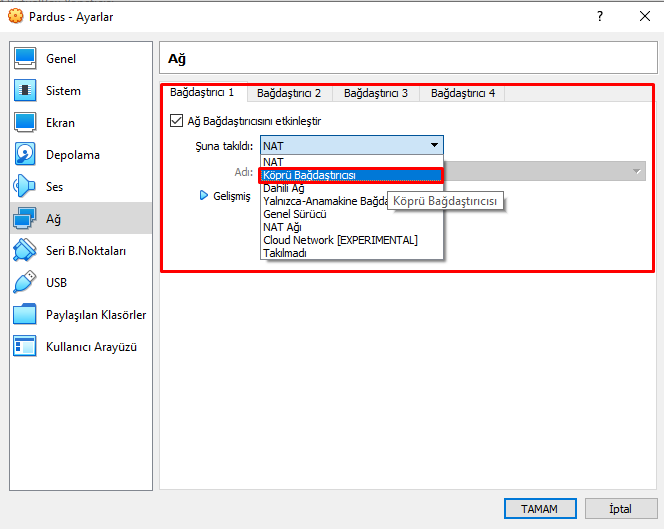 Pardus - Ayarlar
?
Genel
Sistem
Ekran
Depolama
Ses
Ağ
Seri B.Noktaları
USB
Paylaşılan Klasörler
Kullanıcı Arayüzü
Ağ
Bağdaştırıcı 1 Bağdaştırıcı 2 Bağdaştırıcı 3 Bağdaştırıcı 4
Ağ Bağdaştırıcısını etkinleştir
Şuna takıldı: NAT
Adı:
Gelişmiş
NAT
Köprü Bağdaştırıcısı
Dahili Ağ
Yalnızca-Anamakine Bağda
Köprü Bağdaştırıcısı
Genel Sürücü
NAT Ağı
Cloud Network [EXPERIMENTAL]
Takılmadı
TAMAM İptal